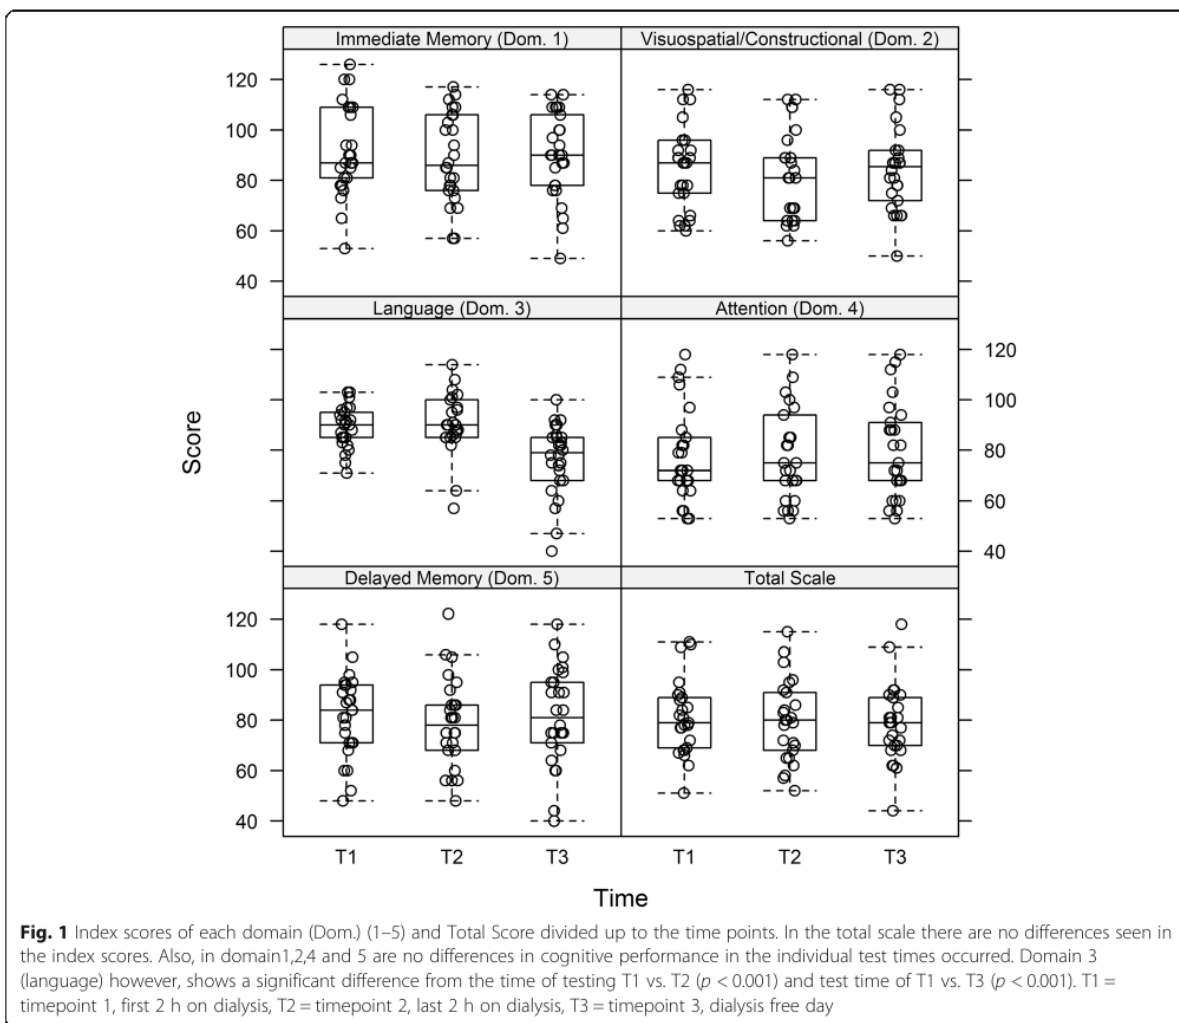 Immediate Memory (Dom. 1) Visuospatial/Constructional (Dom. 2)
120
100
80
60
40
Language (Dom. 3) Attention (Dom. 4)
120
100
80
60
40
Delayed Memory (Dom. 5) Total Scale
120
100
80
60
40
Score
T1 T2 T3 T1 T2 T3
Time
Fig. 1 Index scores of each domain (Dom.) (1–5) and Total Score divided up to the time points. In the total scale there are no differences seen in
the index scores. Also, in domain1,2,4 and 5 are no differences in cognitive performance in the individual test times occurred. Domain 3
(language) however, shows a significant difference from the time of testing T1 vs. T2 (p < 0.001) and test time of T1 vs. T3 (p < 0.001). T1 =
timepoint 1, first 2 h on dialysis, T2 = timepoint 2, last 2 h on dialysis, T3 = timepoint 3, dialysis free day